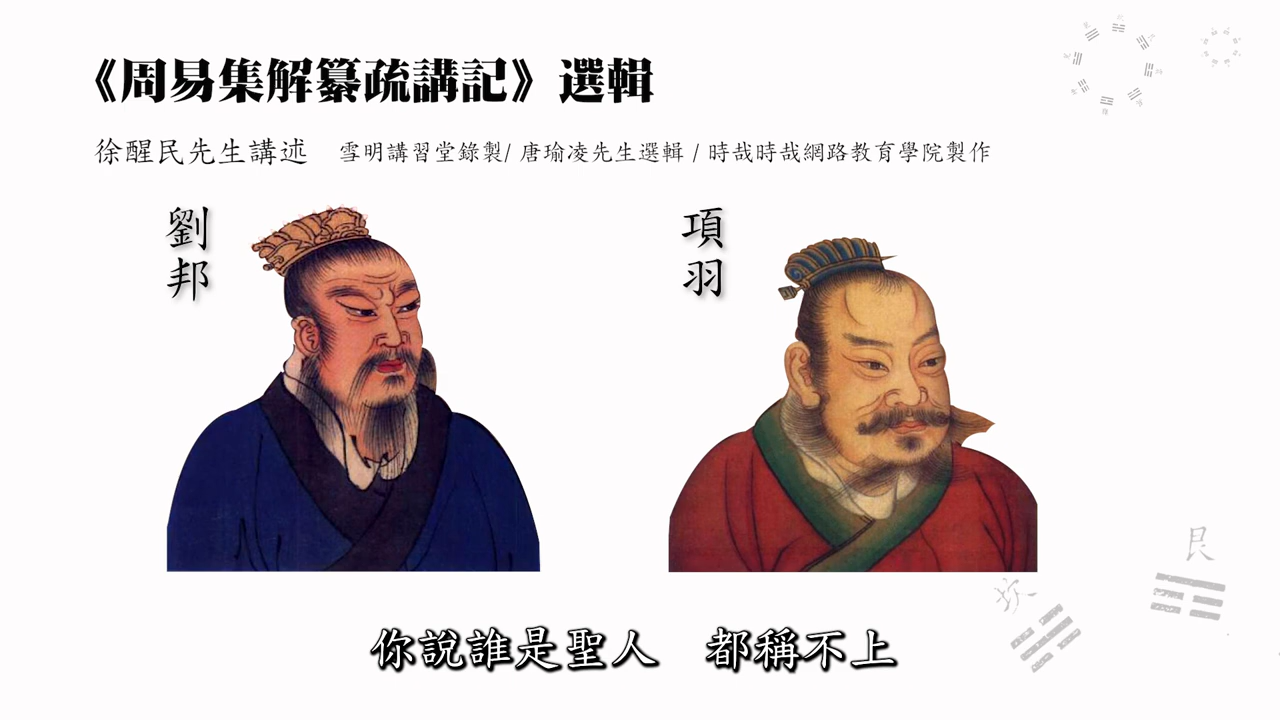 《周易集解纂疏講記》選輯
徐醒民先生講述 雪明講習堂錄製/ 唐瑜凌先生選輯 / 時哉時哉網路教育學院製作
劉邦
項羽
艮
坎
你說誰是聖人 都稱不上